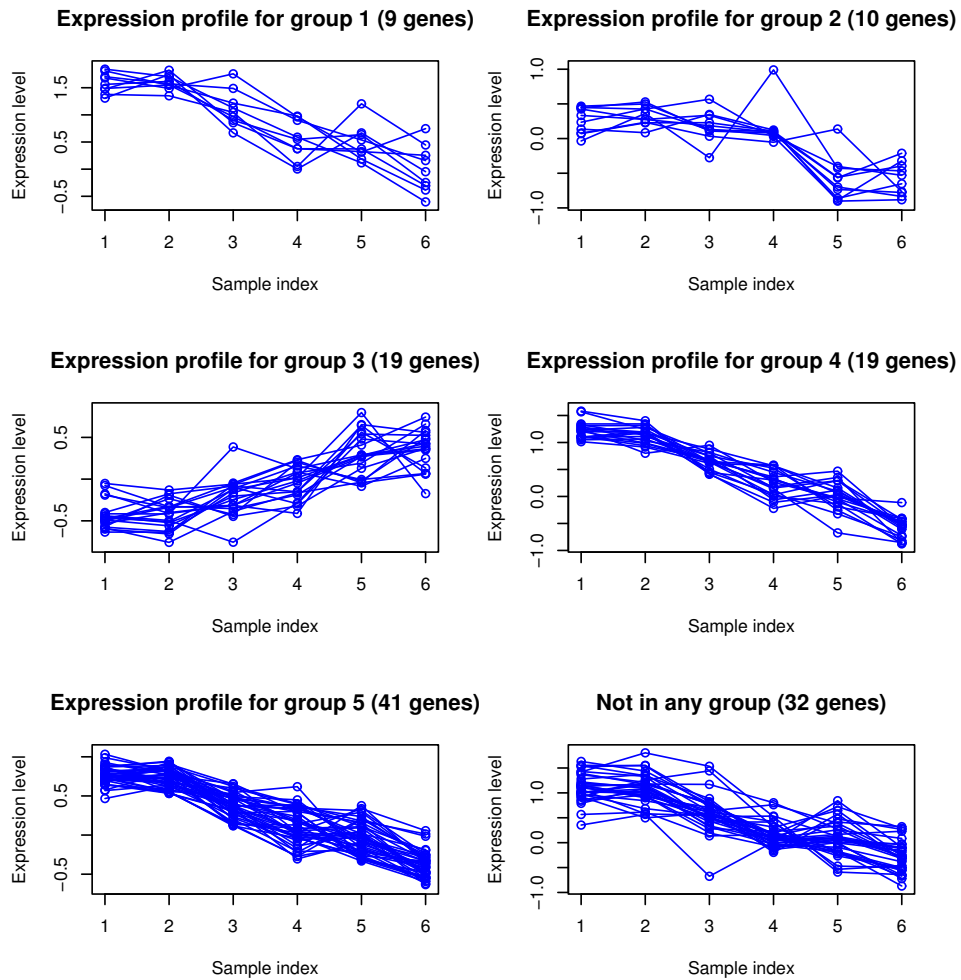 Expression profile for group 1 (9 genes)
Expression level
1.5
0.5
−0.5
1 2 3 4 5 6
Sample index
Expression profile for group 2 (10 genes)
Expression level
1.0
0.0
−1.0
1 2 3 4 5 6
Sample index
Expression profile for group 3 (19 genes)
Expression level
0.5
−0.5
1 2 3 4 5 6
Sample index
Expression profile for group 4 (19 genes)
Expression level
1.0
0.0
−1.0
1 2 3 4 5 6
Sample index
Expression profile for group 5 (41 genes)
Expression level
0.5
−0.5
1 2 3 4 5 6
Sample index
Not in any group (32 genes)
Expression level
1.0
0.0
−1.0
1 2 3 4 5 6
Sample index